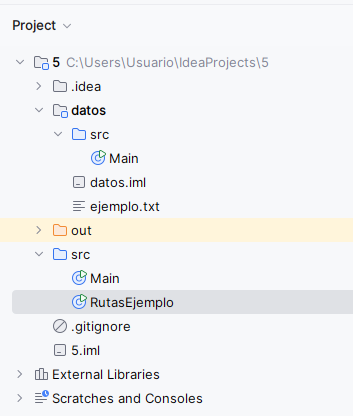 Project
5 C:\Users\Usuario\IdeaProjects\5
.idea
datos
src
Main
datos.iml
ejemplo.txt
out
src
Main
RutasEjemplo
.gitignore
5.iml
External Libraries
Scratches and Consoles